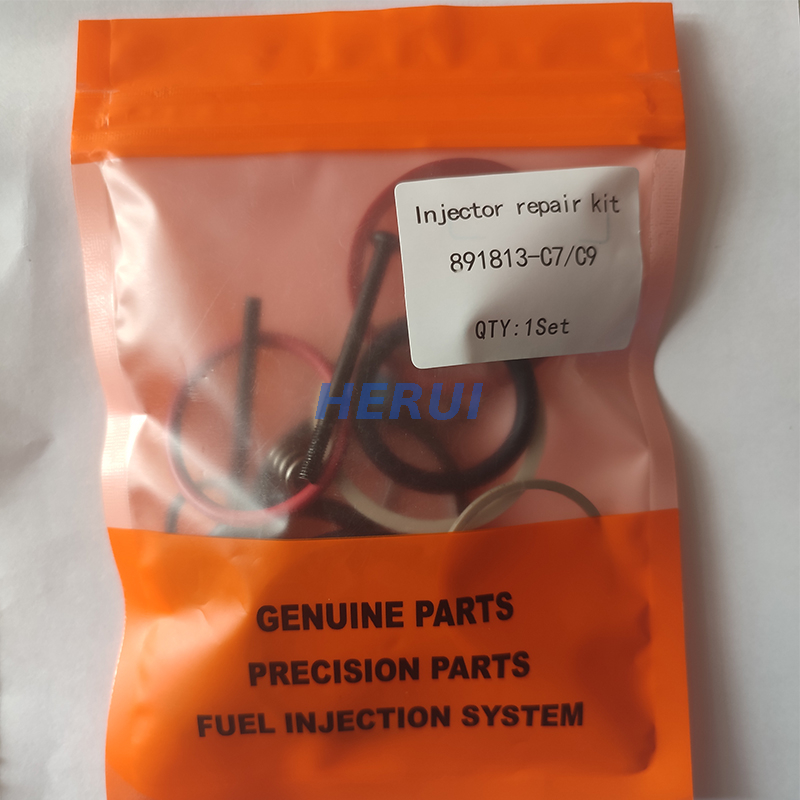 Injector repair kit
891813-C7/C9
QTY:1Set
HERUI
GENUINE PARTS
PRECISION PARTS
FUEL INJECTION SYSTEM